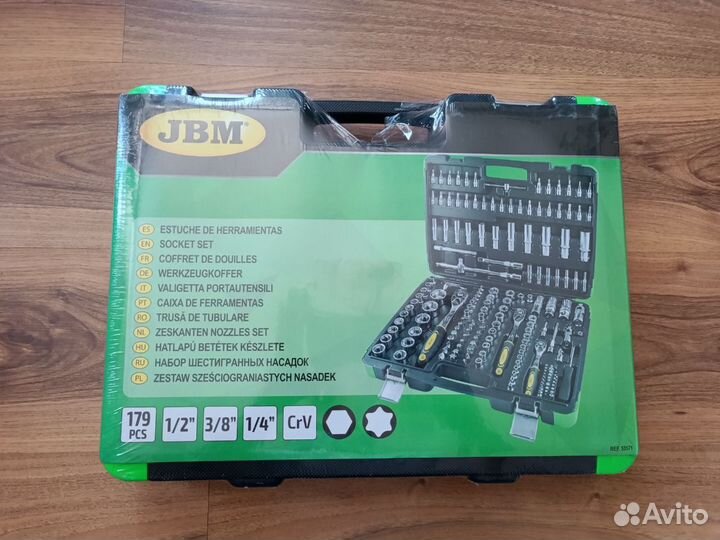 JBM
ES ESTUCHE DE HERRAMIENTAS
EN SOCKET SET
FR COFFRET DE DOUILLES
DE WERKZEUGKOFFER
IT VALIGETTA PORTAUTENSILI
PT CAIXA DE FERRAMENTAS
RO TRUSĂ DE TUBULARE
NL ZESKANTEN NOZZLES SET
HU HATLAPÚ BETÉTEK KÉSZLETE
RU НАБОР ШЕСТИГРАННЫХ НАСАДОК
PL ZESTAW SZEŚCIOGRANIASTYCH NASADEK
179 PCS 1/2" 3/8" 1/4" CrV
REF. 53571
Avito